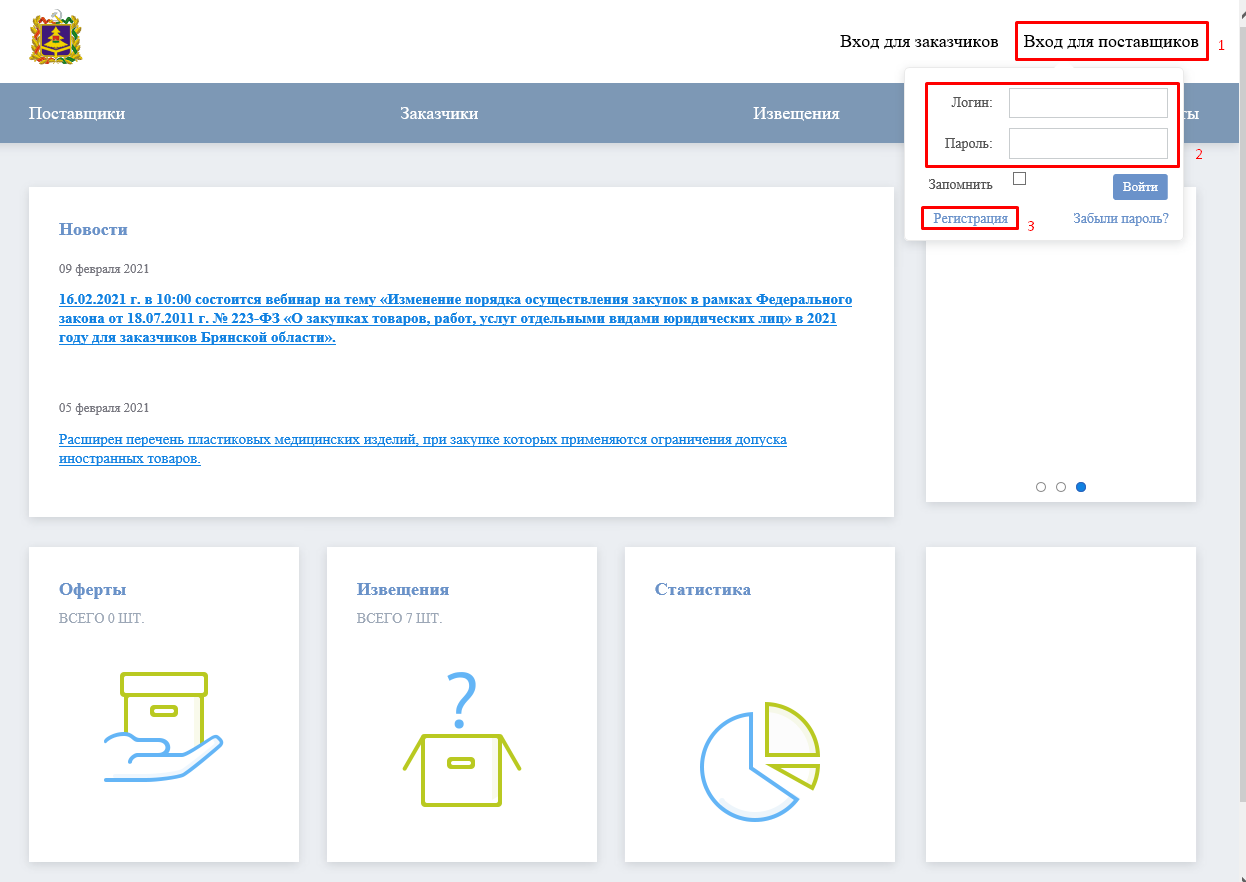 Вход для заказчиков
Вход для поставщиков
1
Поставщики
Заказчики
Извещения
ты
Логин:
Пароль:
2
Запомнить
Войти
Регистрация
3
Забыли пароль?
Новости
09 февраля 2021
16.02.2021 г. в 10:00 состоится вебинар на тему «Изменение порядка осуществления закупок в рамках Федерального
закона от 18.07.2011 г. № 223-ФЗ «О закупках товаров, работ, услуг отдельными видами юридических лиц» в 2021
году для заказчиков Брянской области».
05 февраля 2021
Расширен перечень пластиковых медицинских изделий, при закупке которых применяются ограничения допуска
иностранных товаров.
Оферты
ВСЕГО 0 ШТ.
Извещения
ВСЕГО 7 ШТ.
Статистика
?